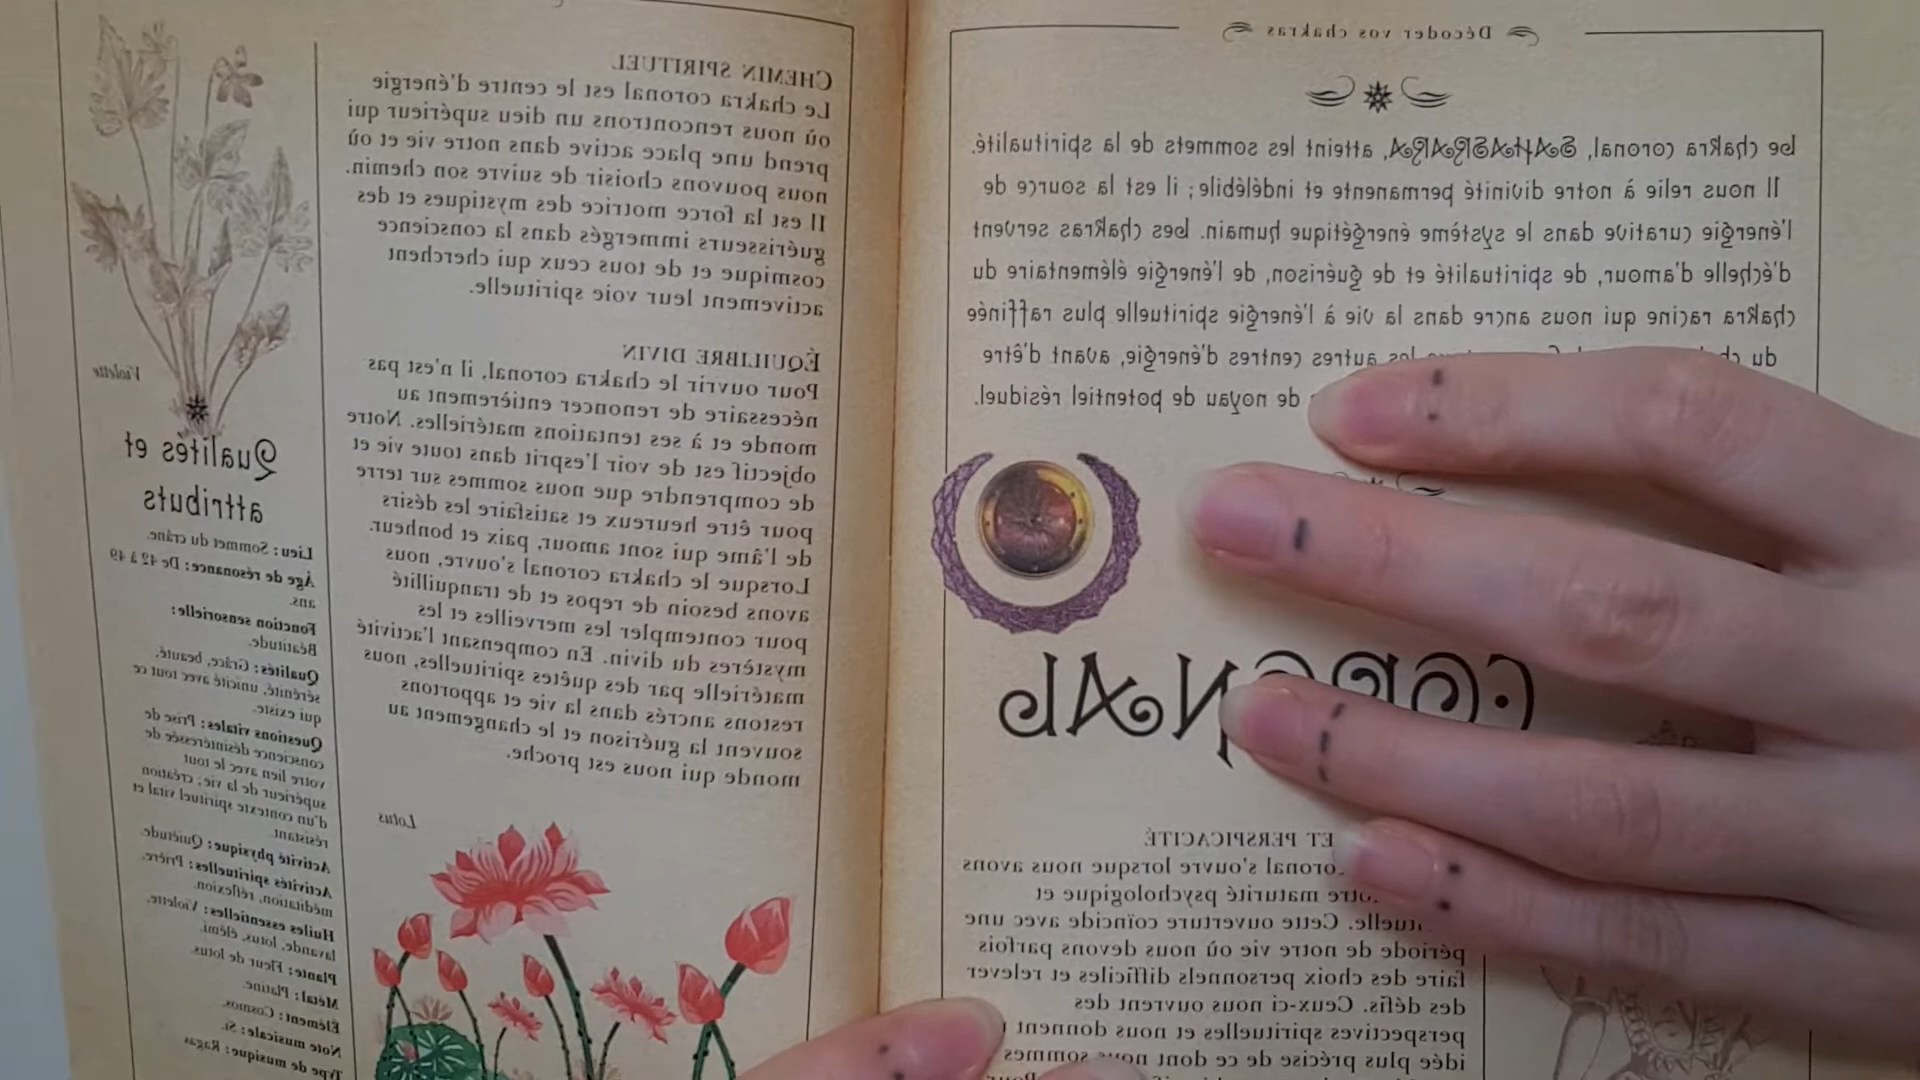 Décoder vos chakras
Le chakra coronal, SAHASRARA, atteint les sommets de la spiritualité.
Il nous relie à notre divinité permanente et indélébile ; il est la source de
l'énergie curative dans le système énergétique humain. Les chakras servent
d'échelle d'amour, de spiritualité et de guérison, de l'énergie élémentaire du
chakra racine qui nous ancre dans la vie à l'énergie spirituelle plus raffinée
du les autres centres d'énergie, avant d'être
de noyau de potentiel résiduel.
CORONAL
ET PERSPICACITÉ
coronal s'ouvre lorsque nous avons
notre maturité psychologique et
Cette ouverture coïncide avec une
période de notre vie où nous devons parfois
faire des choix personnels difficiles et relever
des défis. Ceux-ci nous ouvrent des
perspectives spirituelles et nous donnent
idée plus précise de ce dont nous sommes
Pour
CHEMIN SPIRITUEL
Le chakra coronal est le centre d'énergie
où nous rencontrons un dieu supérieur qui
prend une place active dans notre vie et où
nous pouvons choisir de suivre son chemin.
Il est la force motrice des mystiques et des
guérisseurs immergés dans la conscience
cosmique et de tous ceux qui cherchent
activement leur voie spirituelle.
ÉQUILIBRE DIVIN
Pour ouvrir le chakra coronal, il n'est pas
nécessaire de renoncer entièrement au
monde et à ses tentations matérielles. Notre
objectif est de voir l'esprit dans toute vie et
de comprendre que nous sommes sur terre
pour être heureux et satisfaire les désirs
de l'âme qui sont amour, paix et bonheur.
Lorsque le chakra coronal s'ouvre, nous
avons besoin de repos et de tranquillité
pour contempler les merveilles et les
mystères du divin. En compensant l'activité
matérielle par des quêtes spirituelles, nous
restons ancrés dans la vie et apportons
souvent la guérison et le changement au
monde qui nous est proche.
Lotus
Violette
Qualités et
attributs
Lieu : Sommet du crâne.
Âge de résonance : De 42 à 49
ans.
Fonction sensorielle :
Béatitude.
Qualités : Grâce, beauté,
sérénité, unicité avec tout ce
qui existe.
Questions vitales : Prise de
conscience désintéressée de
votre lien avec le tout
supérieur de la vie ; création
d'un contexte spirituel vital et
résistant.
Activité physique : Quiétude.
Activités spirituelles : Prière,
méditation, réflexion.
Huiles essentielles : Violette,
lavande, lotus, élémi.
Plante : Fleur de lotus.
Métal : Platine.
Élément : Cosmos.
Note musicale : Si.
Type de musique : Ragas